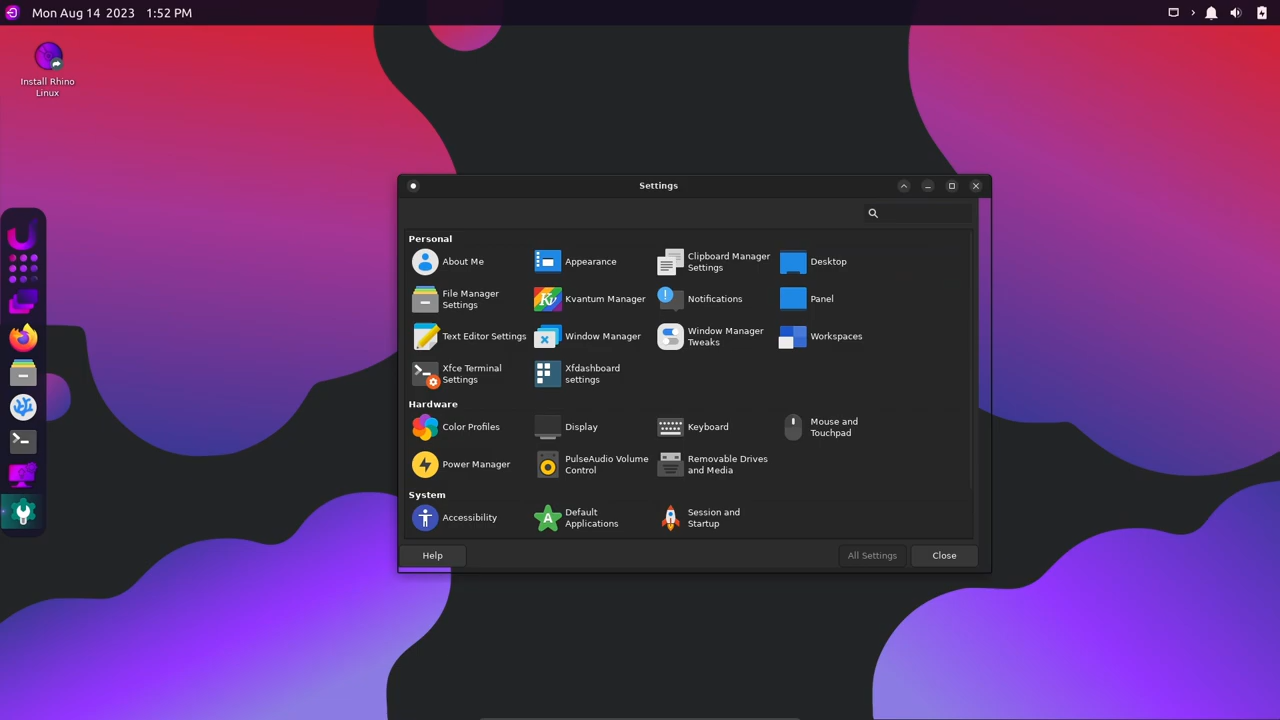 Mon Aug 14 2023 1:52 PM
Install Rhino
Linux
Settings
Personal
About Me
Appearance
Clipboard Manager
Settings
Desktop
File Manager
Settings
Kvantum Manager
Notifications
Panel
Text Editor Settings
Window Manager
Window Manager
Tweaks
Workspaces
Xfce Terminal
Settings
Xfdashboard
settings
Hardware
Color Profiles
Display
Keyboard
Mouse and
Touchpad
Power Manager
PulseAudio Volume
Control
Removable Drives
and Media
System
Accessibility
Default
Applications
Session and
Startup
Help
All Settings
Close